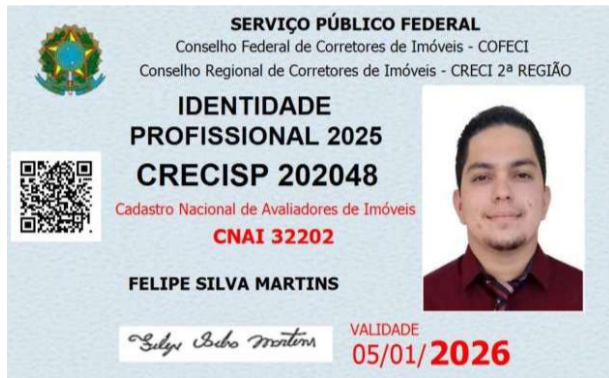 SERVIÇO PÚBLICO FEDERAL
Conselho Federal de Corretores de Imóveis - COFECI
Conselho Regional de Corretores de Imóveis - CRECI 2ª REGIÃO
IDENTIDADE
PROFISSIONAL 2025
CRECISP 202048
Cadastro Nacional de Avaliadores de Imóveis
CNAI 32202
FELIPE SILVA MARTINS
VALIDADE
05/01/2026